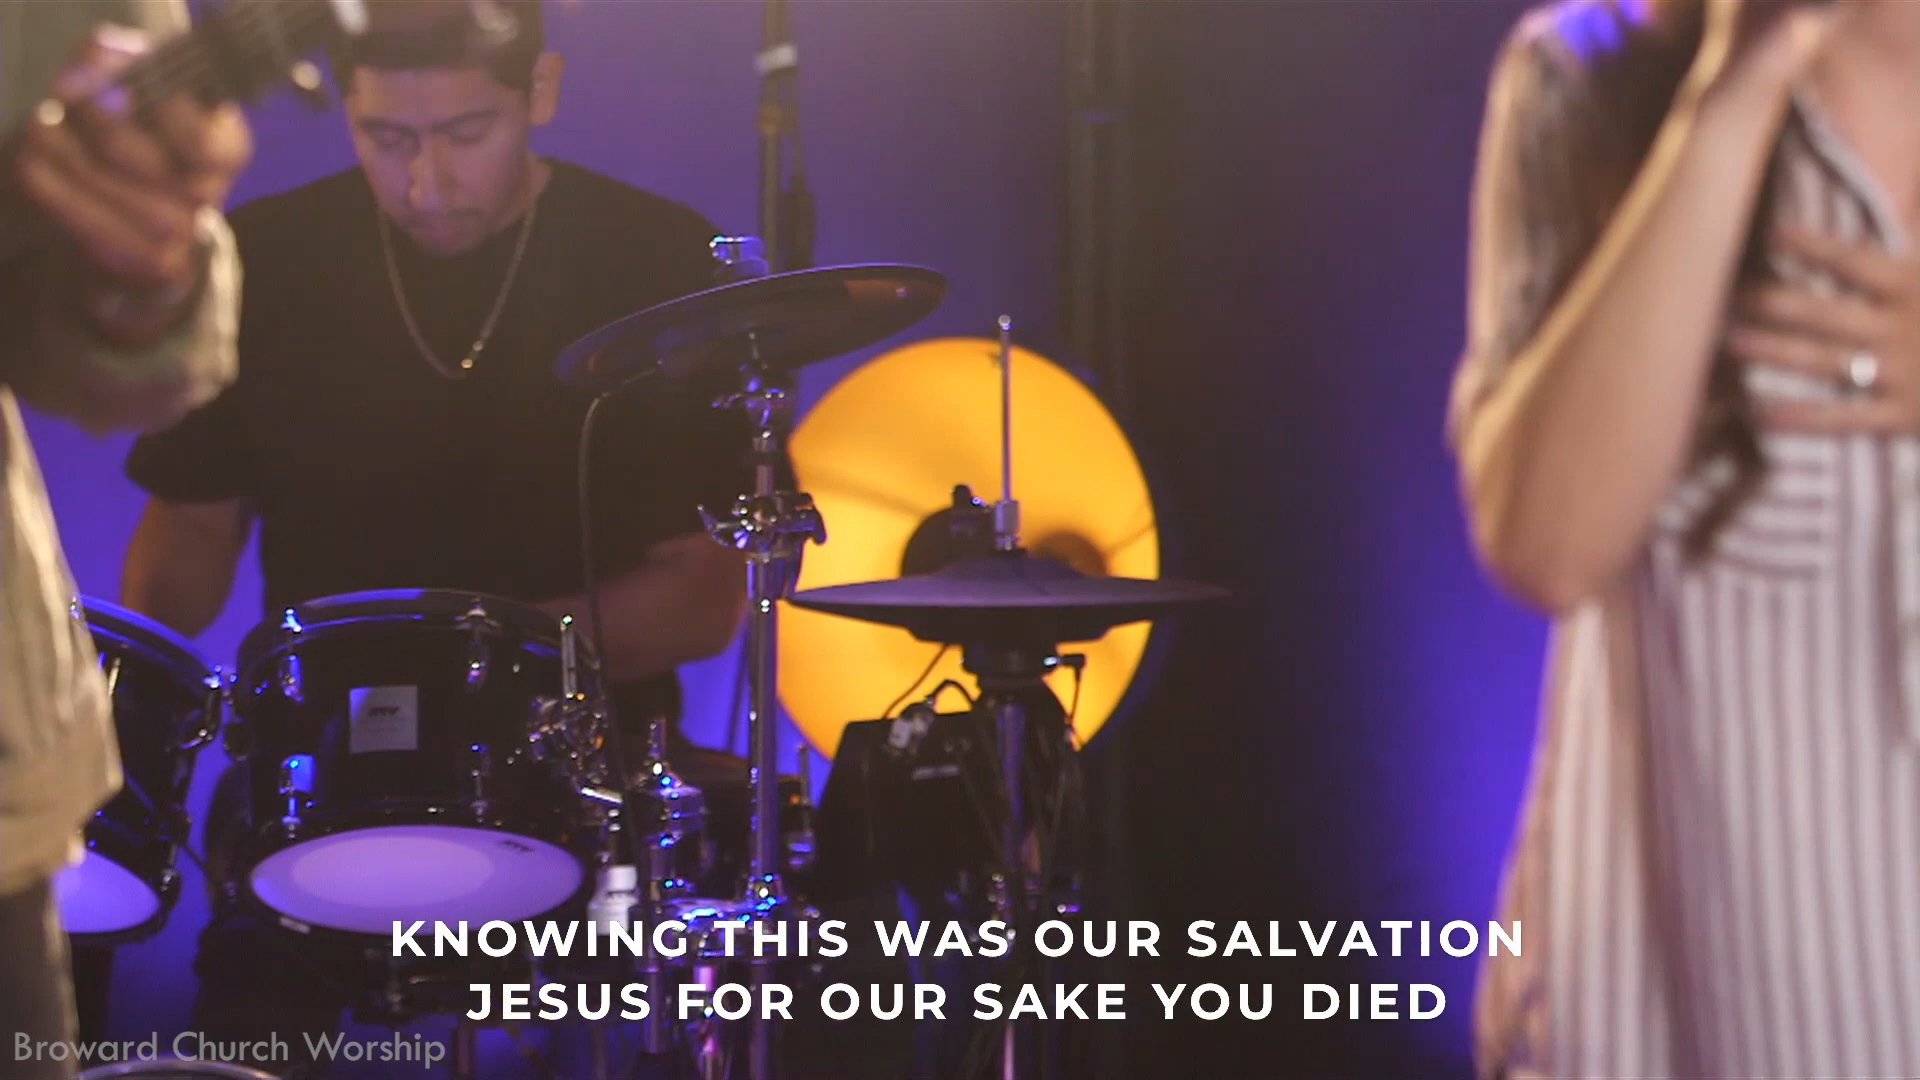 KNOWING THIS WAS OUR SALVATION
JESUS FOR OUR SAKE YOU DIED
Broward Church Worship